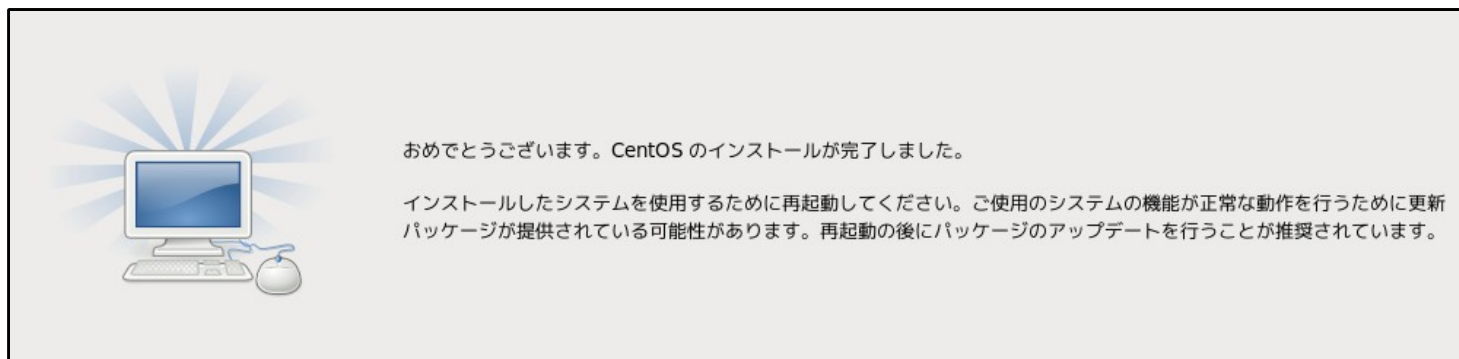 おめでとうございます。CentOS のインストールが完了しました。
インストールしたシステムを使用するために再起動してください。ご使用のシステムの機能が正常な動作を行うために更新
パッケージが提供されている可能性があります。再起動の後にパッケージのアップデートを行うことが推奨されています。